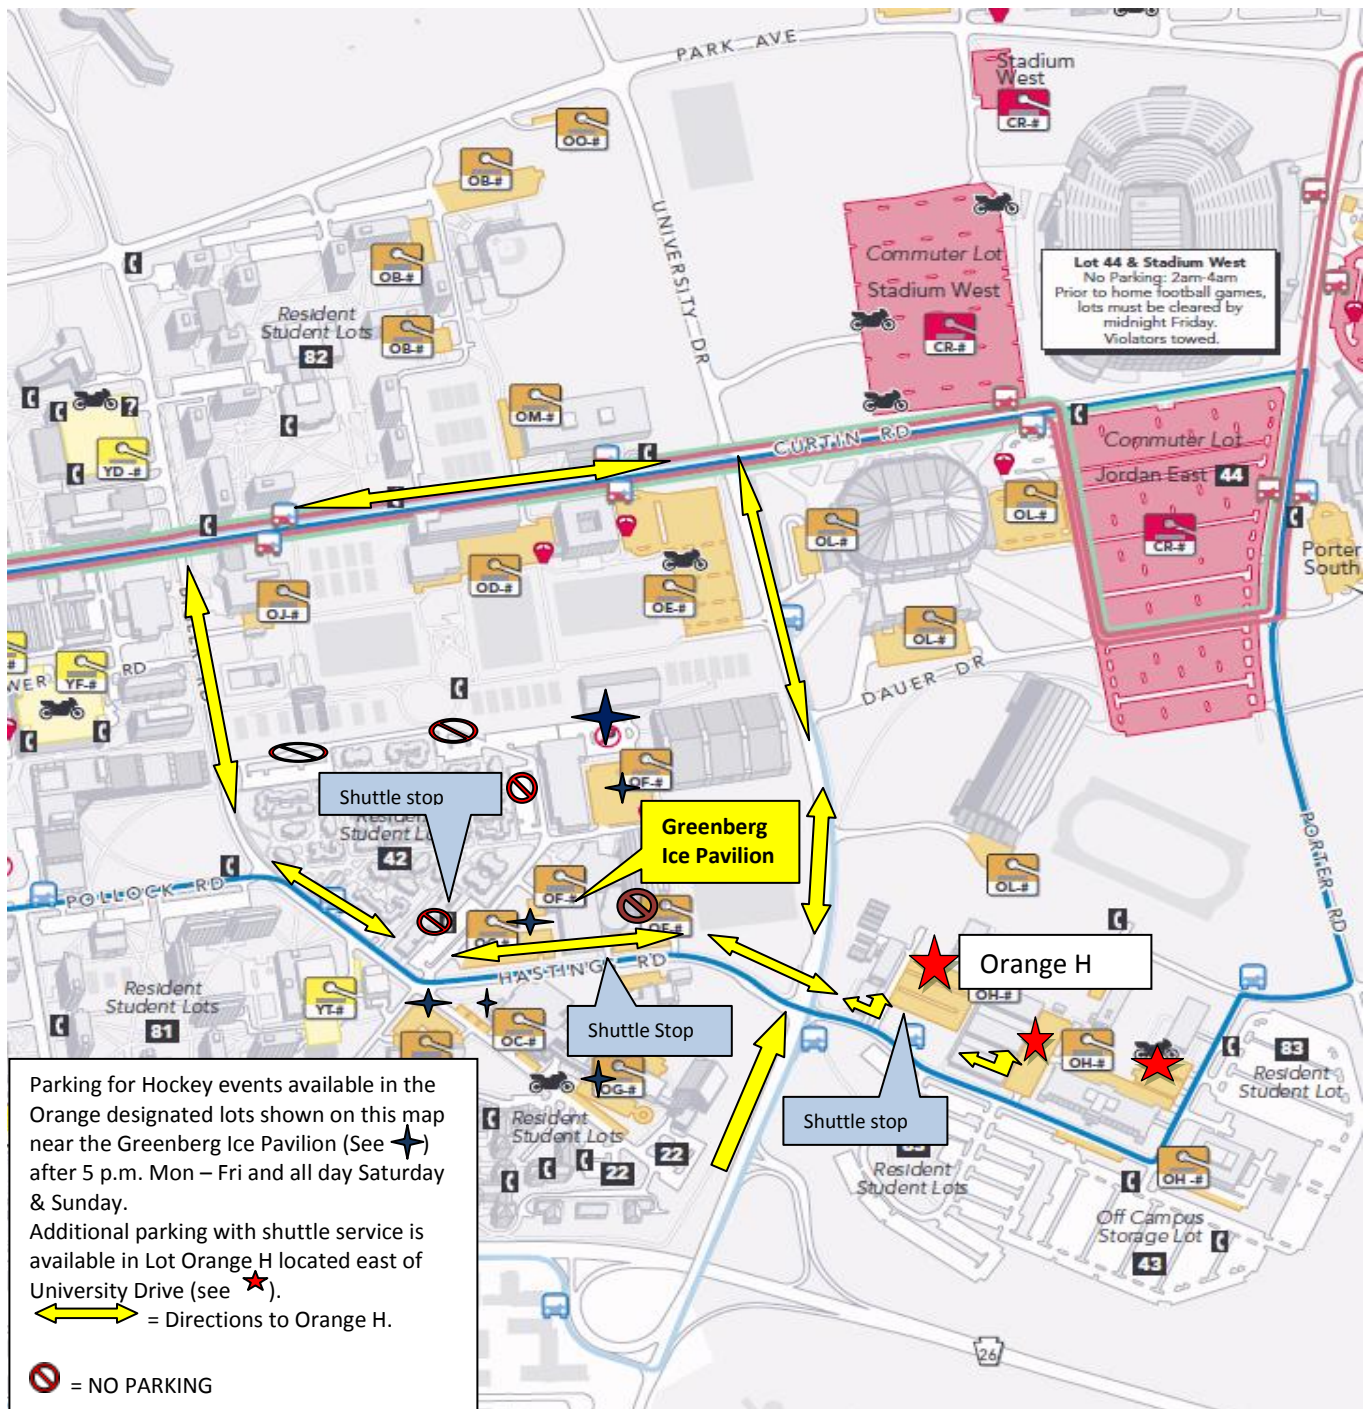 PARK AVE
Stadium
West
CR-#
OO-#
OB-#
UNIVERSITY DR
OB-#
Commuter Lot
Stadium West
CR-#
Lot 44 & Stadium West
No Parking: 2am-4am
Prior to home football games,
lots must be cleared by
midnight Friday.
Violators towed.
Resident
Student Lots
82
OB-#
OM-#
CURTIN RD
Commuter Lot
Jordan East 44
CR-#
YD -#
?
OL-#
OL-#
Porter
South
OD-#
OE-#
OJ-#
OL-#
DAUER DR
YF-#
RD
OF-#
Shuttle stop
Student
42
Greenberg
Ice Pavilion
OF-#
OL-#
PORTER RD
POLLOCK RD
HASTING RD
Orange H
OH-#
Resident
Student Lots
81
YT-#
OC-#
Shuttle Stop
OH-#
83
Resident
Student Lot
OG-#
Shuttle stop
Resident
Student Lots
22
22
Resident
Student Lots
OH -#
Off Campus
Storage Lot
43
26
Parking for Hockey events available in the
Orange designated lots shown on this map
near the Greenberg Ice Pavilion (See )
after 5 p.m. Mon – Fri and all day Saturday
& Sunday.
Additional parking with shuttle service is
available in Lot Orange H located east of
University Drive (see ).
= Directions to Orange H.
= NO PARKING